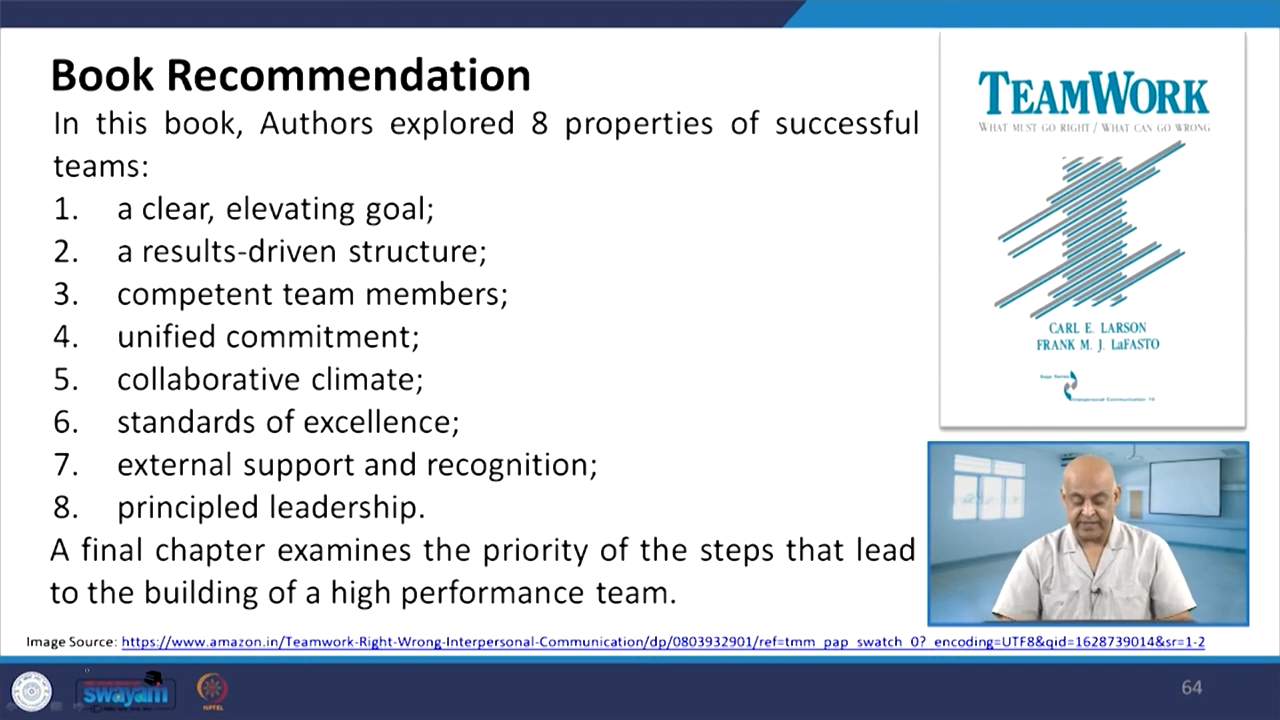 Book Recommendation
In this book, Authors explored 8 properties of successful
teams:
1. a clear, elevating goal;
2. a results-driven structure;
3. competent team members;
4. unified commitment;
5. collaborative climate;
6. standards of excellence;
7. external support and recognition;
8. principled leadership.
A final chapter examines the priority of the steps that lead
to the building of a high performance team.
TEAMWORK
WHAT MUST GO RIGHT / WHAT CAN GO WRONG
CARL E. LARSON
FRANK M. J. LaFASTO
Sage Series
Interpersonal Communication 10
Image Source: https://www.amazon.in/Teamwork-Right-Wrong-Interpersonal-Communication/dp/0803932901/ref=tmm_pap_swatch_0?_encoding=UTF8&qid=1628739014&sr=1-2
swayam
NPTEL
64